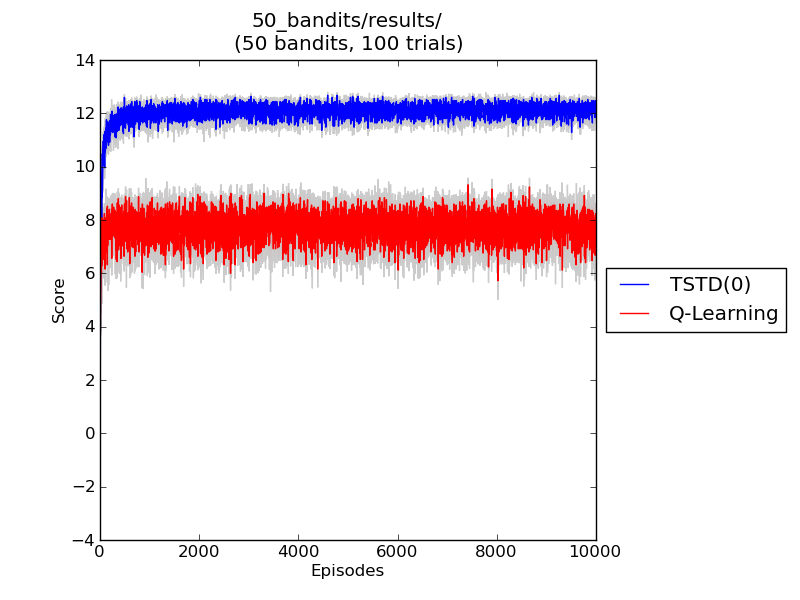 50_bandits/results/
(50 bandits, 100 trials)
14
12
10
8
6
4
2
0
−2
−4
Score
0 2000 4000 6000 8000 10000
Episodes
TSTD(0)
Q-Learning